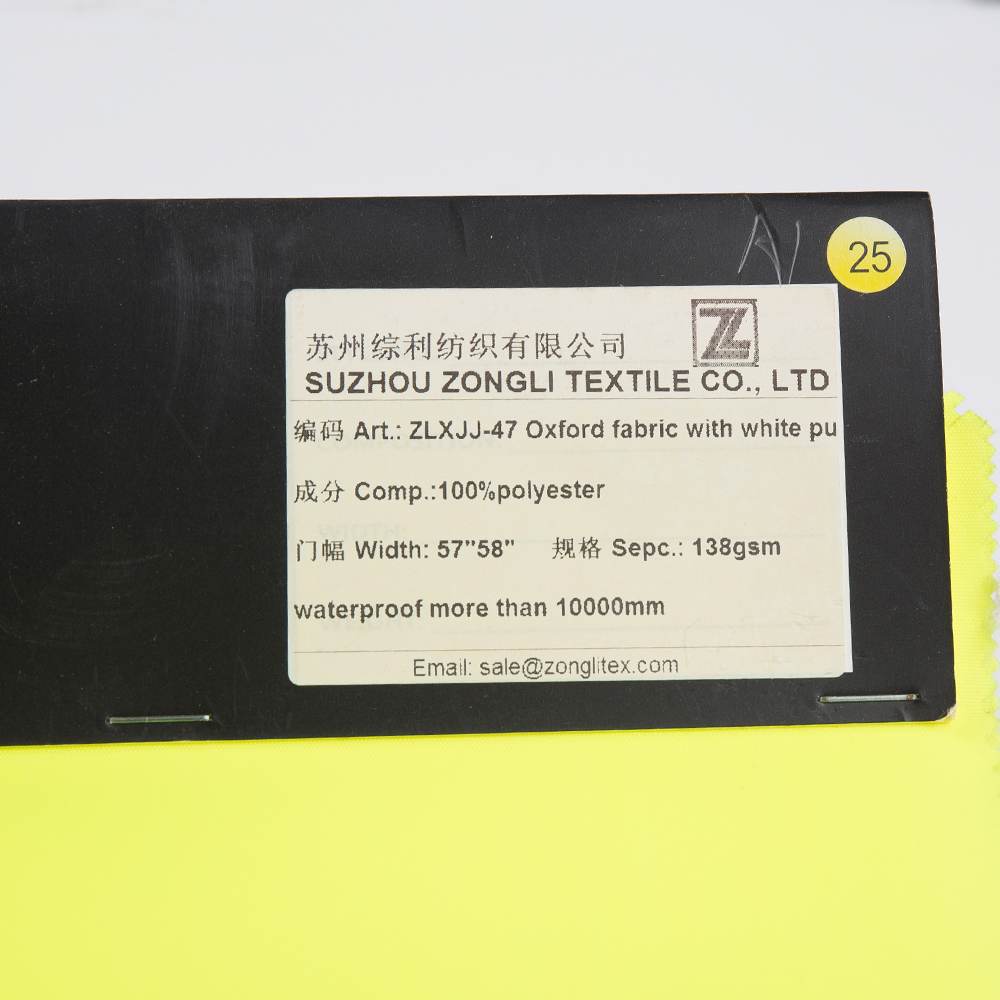 A1
25
苏州综利纺织有限公司
SUZHOU ZONGLI TEXTILE CO., LTD
编码 Art.: ZLXJJ-47 Oxford fabric with white pu
成分 Comp.:100%polyester
门幅 Width: 57"58" 规格 Sepc.: 138gsm
waterproof more than 10000mm
Email: sale@zonglitex.com